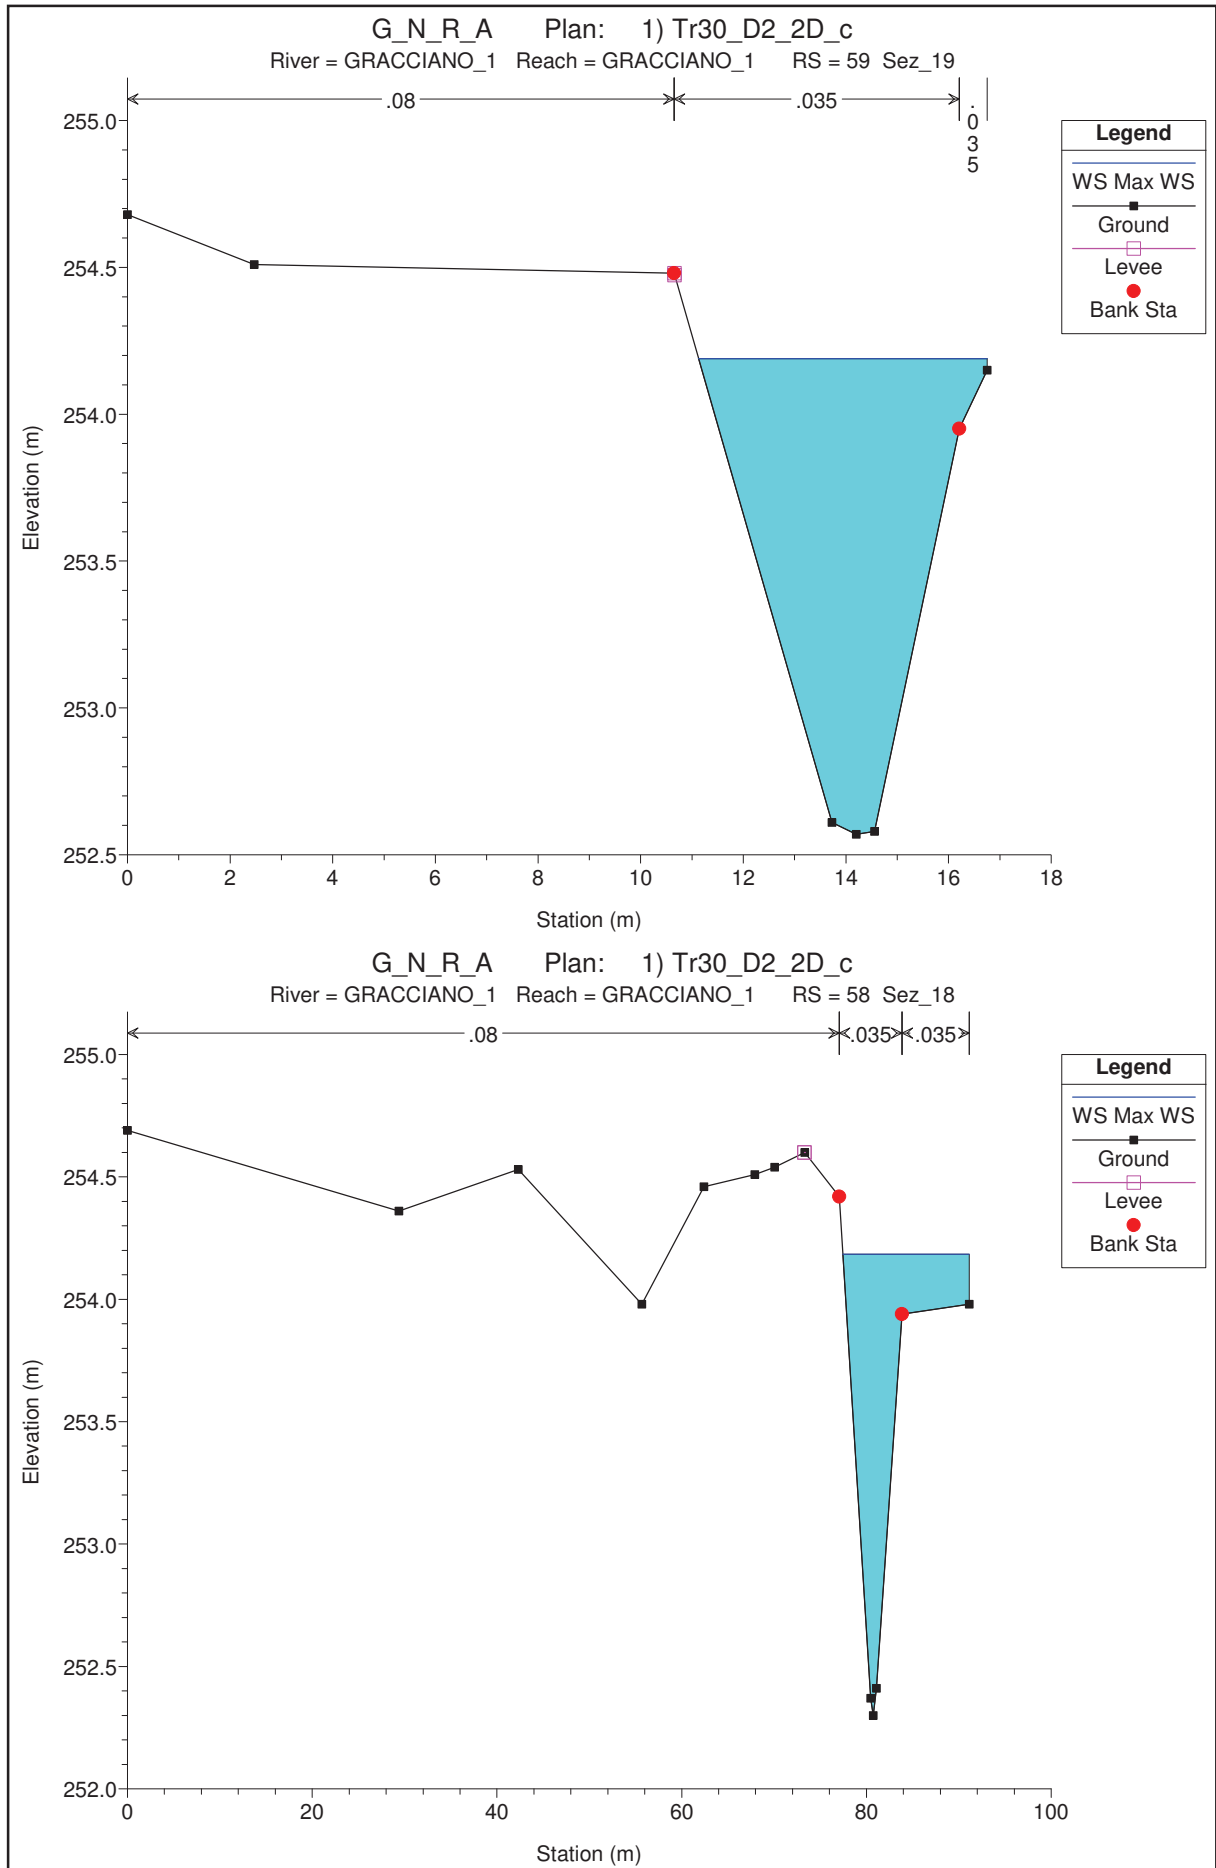 G_N_R_A Plan: 1) Tr30_D2_2D_c
River = GRACCIANO_1 Reach = GRACCIANO_1 RS = 59 Sez_19
.08
.035
.035
255.0
254.5
254.0
253.5
253.0
252.5
Elevation (m)
0 2 4 6 8 10 12 14 16 18
Station (m)
Legend
WS Max WS
Ground
Levee
Bank Sta
G_N_R_A Plan: 1) Tr30_D2_2D_c
River = GRACCIANO_1 Reach = GRACCIANO_1 RS = 58 Sez_18
.08
.035
.035
255.0
254.5
254.0
253.5
253.0
252.5
252.0
Elevation (m)
0 20 40 60 80 100
Station (m)
Legend
WS Max WS
Ground
Levee
Bank Sta